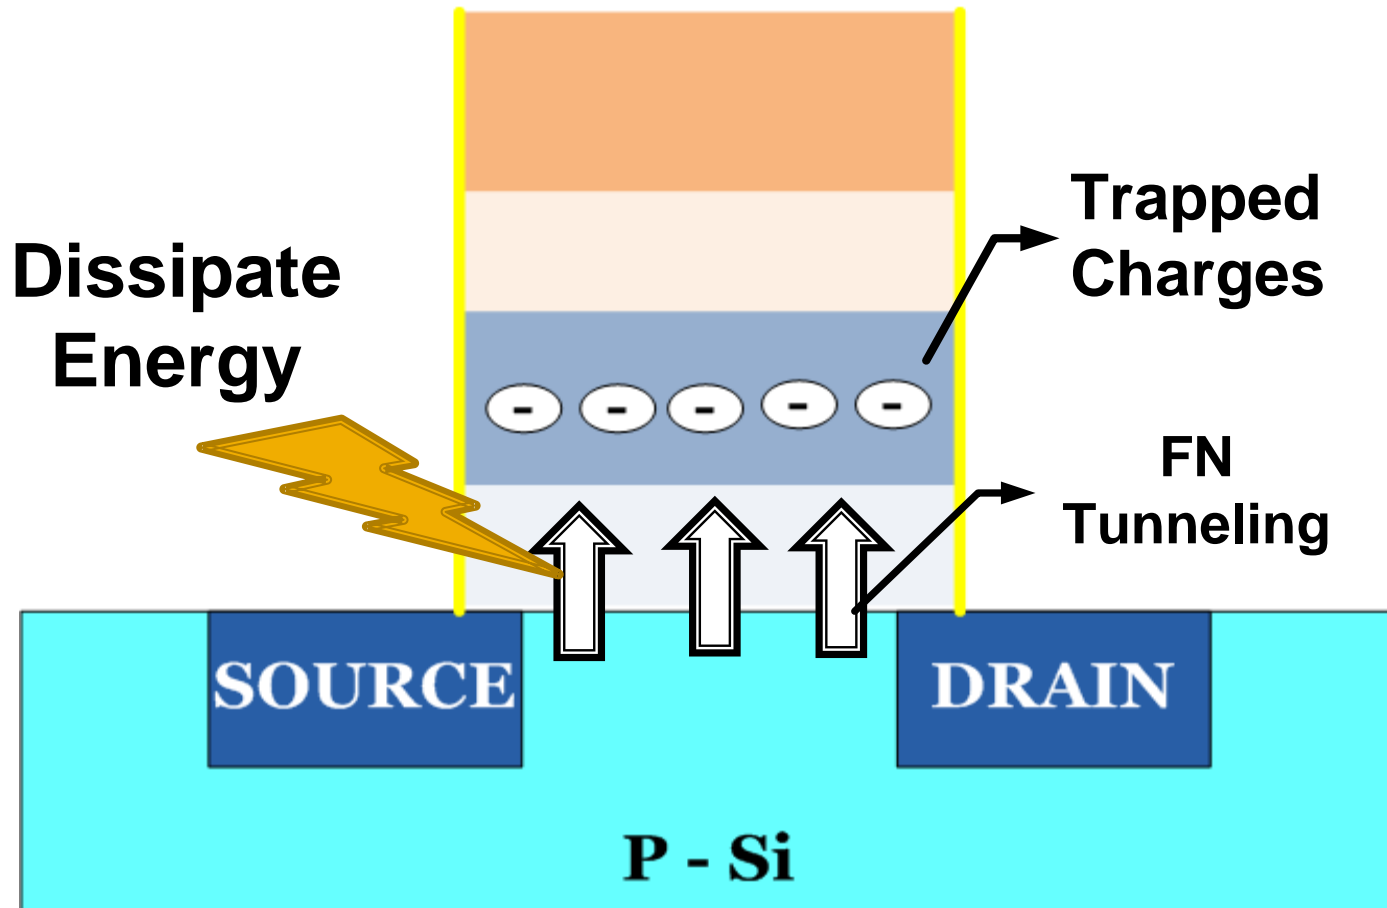 Dissipate
Energy
Trapped
Charges
- - - - -
FN
Tunneling
SOURCE
DRAIN
P - Si